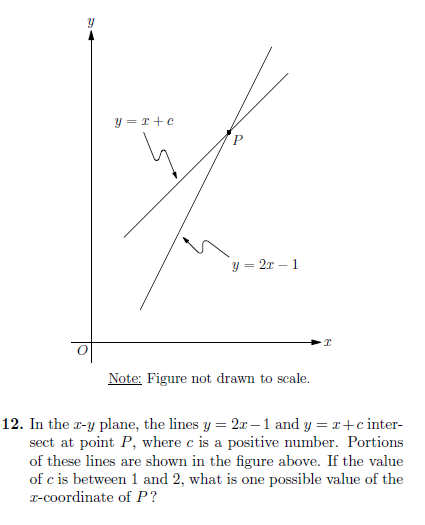 y
y = x + c
P
y = 2x − 1
x
O
Note: Figure not drawn to scale.
12. In the x-y plane, the lines y = 2x − 1 and y = x + c inter-
sect at point P, where c is a positive number. Portions
of these lines are shown in the figure above. If the value
of c is between 1 and 2, what is one possible value of the
x-coordinate of P?